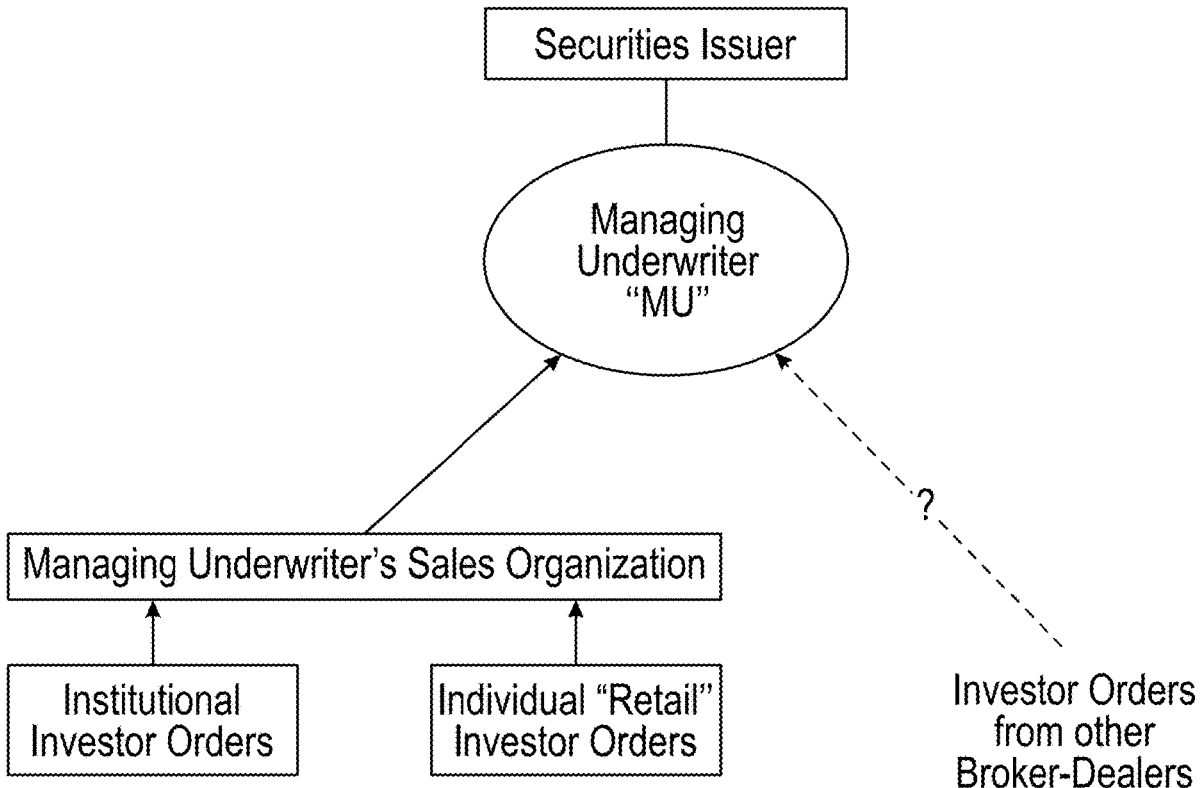 Securities Issuer
Managing
Underwriter
“MU”
?
Managing Underwriter’s Sales Organization
Institutional
Investor Orders
Individual “Retail”
Investor Orders
Investor Orders
from other
Broker-Dealers